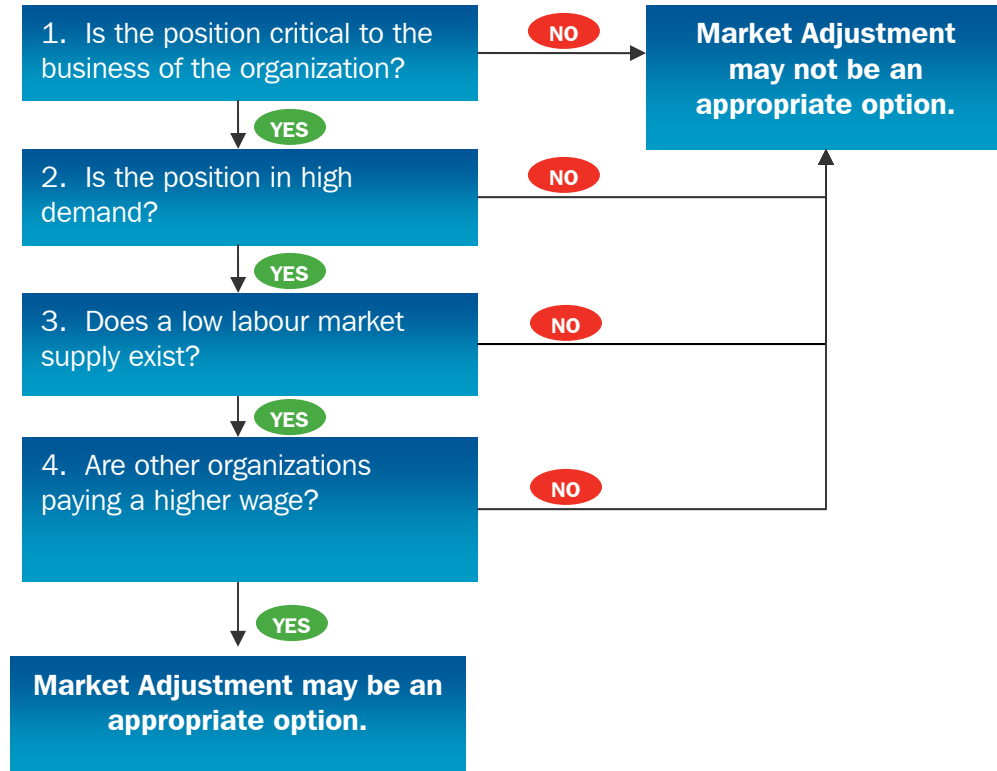 1. Is the position critical to the
business of the organization?
NO
Market Adjustment
may not be an
appropriate option.
YES
2. Is the position in high
demand?
NO
YES
3. Does a low labour market
supply exist?
NO
YES
4. Are other organizations
paying a higher wage?
NO
YES
Market Adjustment may be an
appropriate option.